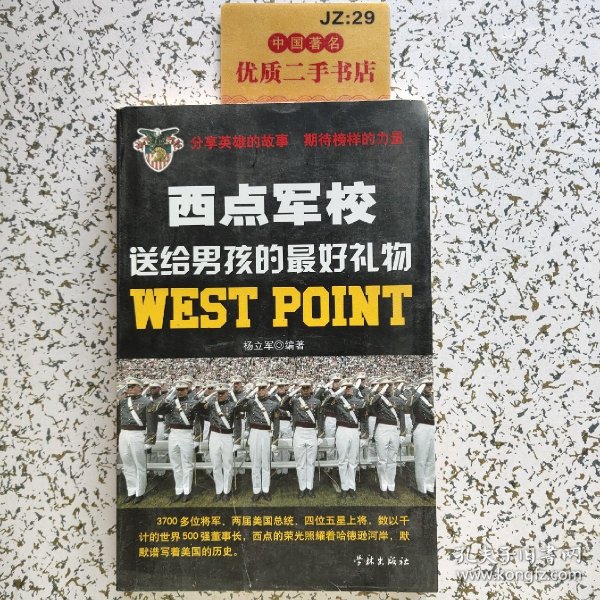 JZ:29
中国著名
优质二手书店
分享英雄的故事 期待榜样的力量
西点军校
送给男孩的最好礼物
WEST POINT
杨立军◎编著
3700多位将军，两届美国总统，四位五星上将，数以千
计的世界500强董事长，西点的荣光照耀着哈德逊河岸，默
默谱写着美国的历史。
学林出版社
孔夫子旧书网
www.kongfz.com